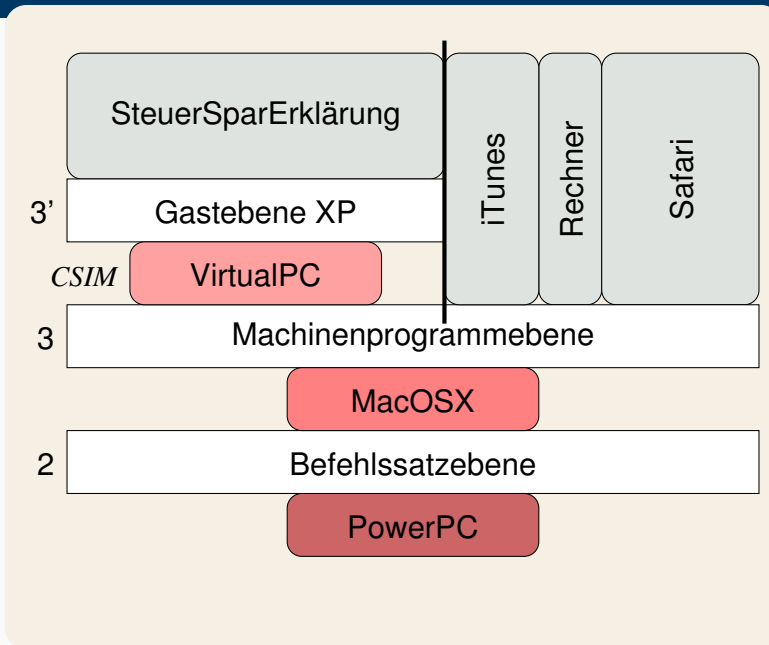 SteuerSparErklärung
iTunes
Rechner
Safari
3’ Gastebene XP
CSIM VirtualPC
3 Machinenprogrammebene
MacOSX
2 Befehlssatzebene
PowerPC